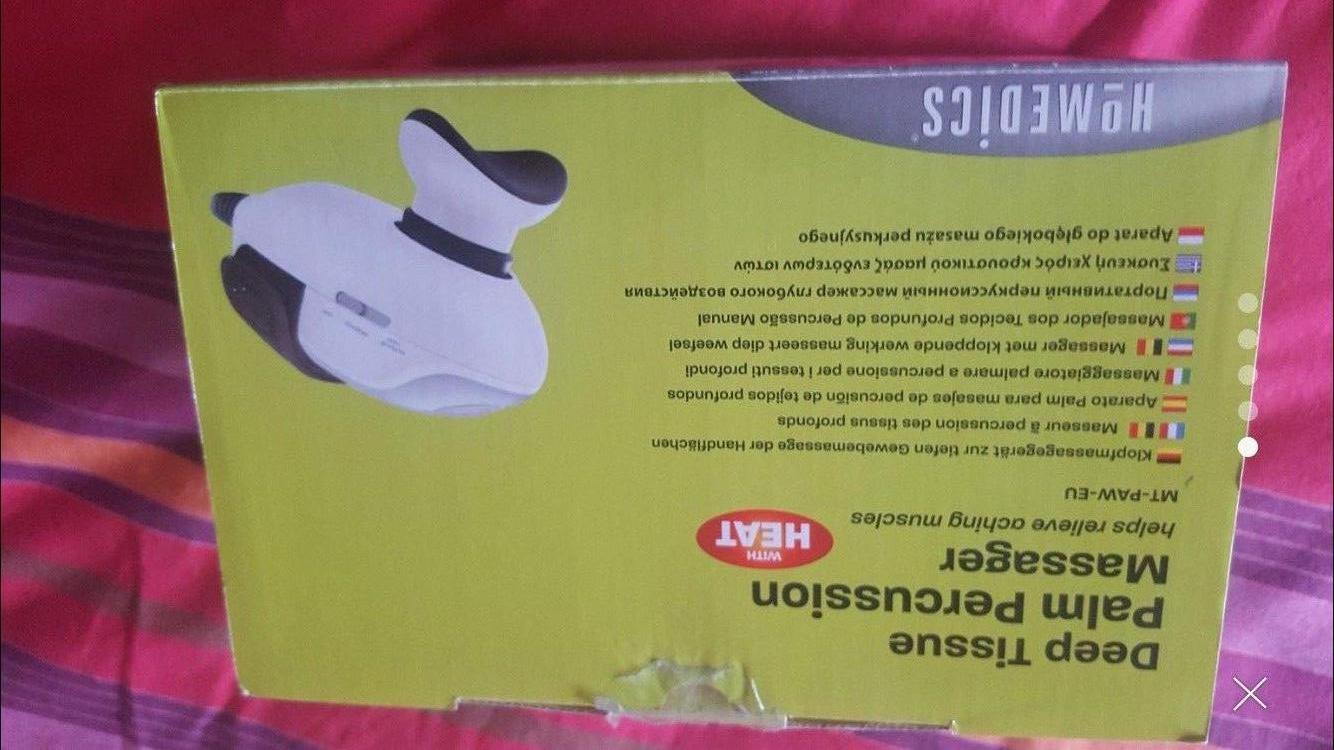 Deep Tissue
Palm Percussion
Massager
WITH
HEAT
helps relieve aching muscles
MT-PAW-EU
Klopfmassagegerät zur tiefen Gewebemassage der Handflächen
Masseur à percussion des tissus profonds
Aparato Palm para masajes de percusión de tejidos profundos
Massaggiatore palmare a percussione per i tessuti profondi
Massager met kloppende werking masseert diep weefsel
Massajador dos Tecidos Profundos de Percussão Manual
Портативный перкуссионный массажер глубокого воздействия
Συσκευή χειρός κρουστικού μασάζ ενδότερων ιστών
Aparat do głębokiego masażu perkusyjnego
HōMEDiCS®